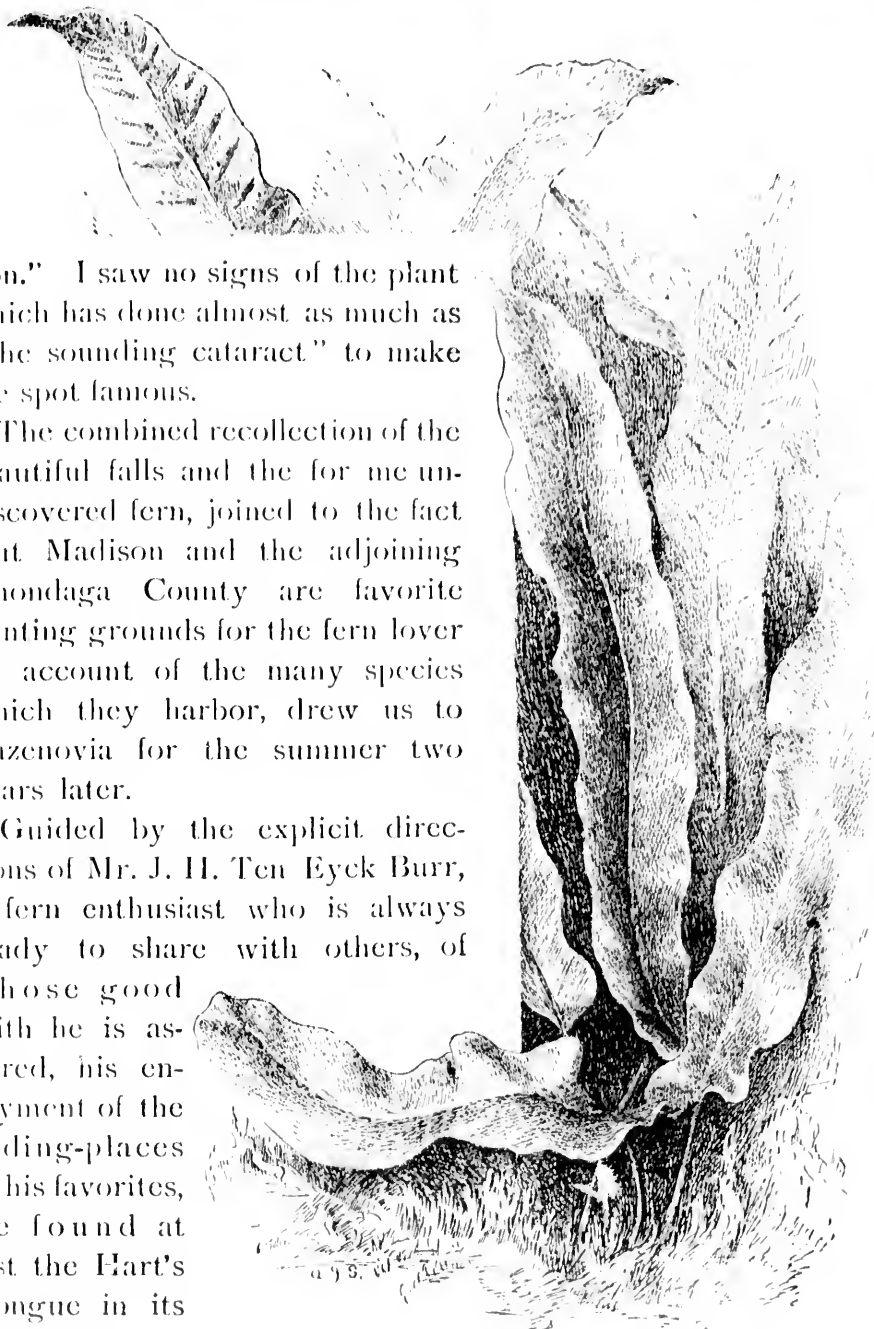 on." I saw no signs of the plant
hich has done almost as much as
he sounding cataract" to make
e spot famous.
The combined recollection of the
autiful falls and the for me un-
scovered fern, joined to the fact
at Madison and the adjoining
nondaga County are favorite
nting grounds for the fern lover
account of the many species
hich they harbor, drew us to
azenovia for the summer two
ars later.
Guided by the explicit direc-
ons of Mr. J. H. Ten Eyck Burr,
fern enthusiast who is always
ady to share with others, of
hose good
ith he is as-
red, his en-
yment of the
ding-places
his favorites,
e found at
st the Hart's
ongue in its